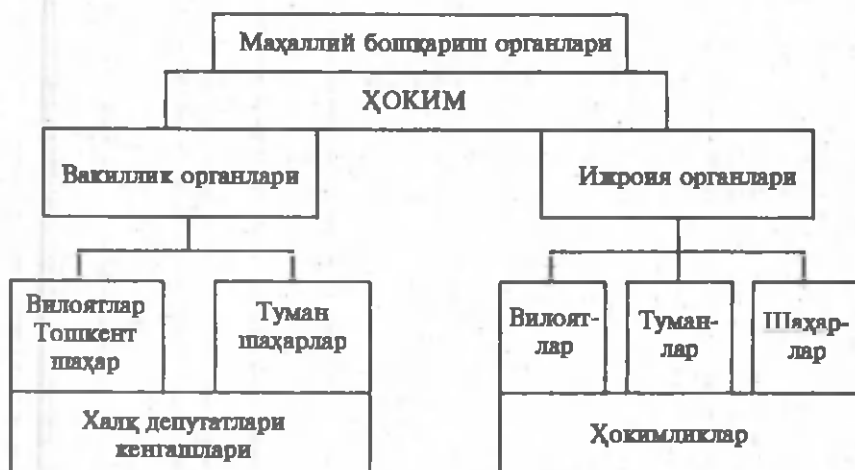 Маҳаллий бошқариш органлари
ҲОКИМ
Вакиллик органлари
Ижроия органлари
Вилоятлар
Тошкент
шаҳар
Туман
шаҳарлар
Вилоят-
лар
Туман-
лар
Шаҳар-
лар
Халқ депутатлари
кенгашлари
Ҳокимликлар